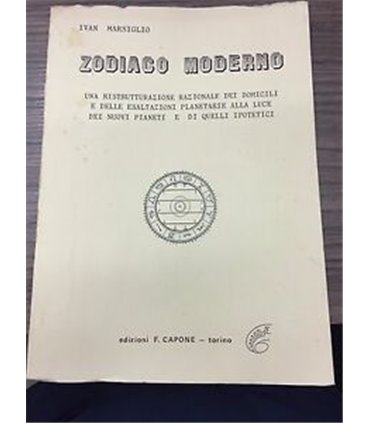 IVAN MARSIGLIO
ZODIACO MODERNO
UNA RISTRUTTURAZIONE RAZIONALE DEI DOMICILI
E DELLE ESALTAZIONI PLANETARIE ALLA LUCE
DEI NUOVI PIANETI E DI QUELLI IPOTETICI
edizioni F. CAPONE — torino